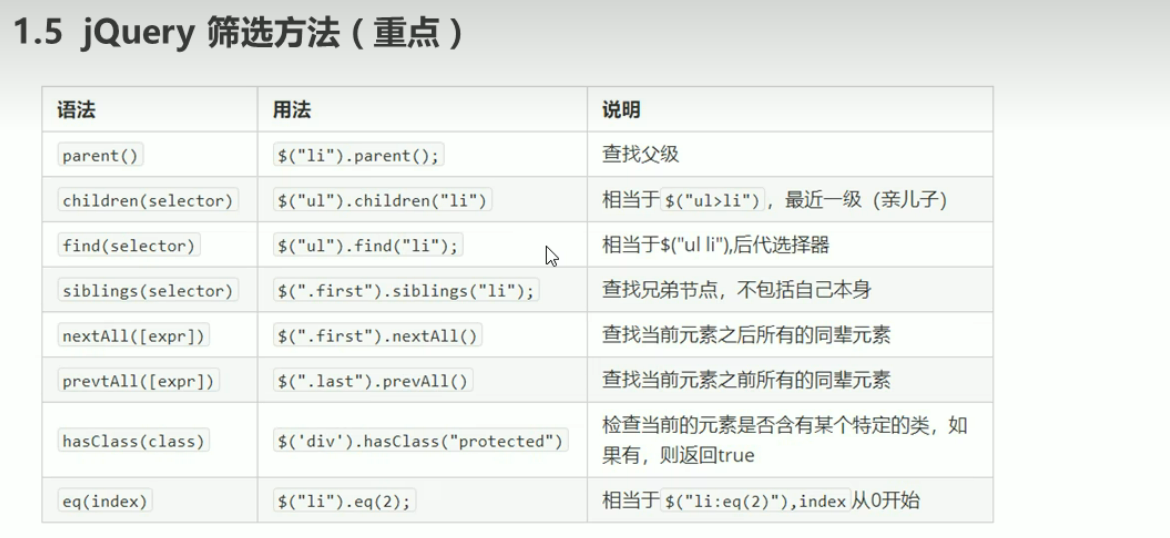 1.5 jQuery 筛选方法（重点）
语法 用法 说明
parent() $("li").parent(); 查找父级
children(selector) $("ul").children("li") 相当于$("ul>li")，最近一级（亲儿子）
find(selector) $("ul").find("li"); 相当于$("ul li"),后代选择器
siblings(selector) $(".first").siblings("li"); 查找兄弟节点，不包括自己本身
nextAll([expr]) $(".first").nextAll() 查找当前元素之后所有的同辈元素
prevtAll([expr]) $(".last").prevAll() 查找当前元素之前所有的同辈元素
hasClass(class) $('div').hasClass("protected") 检查当前的元素是否含有某个特定的类，如
果有，则返回true
eq(index) $("li").eq(2); 相当于$("li:eq(2)"),index从0开始